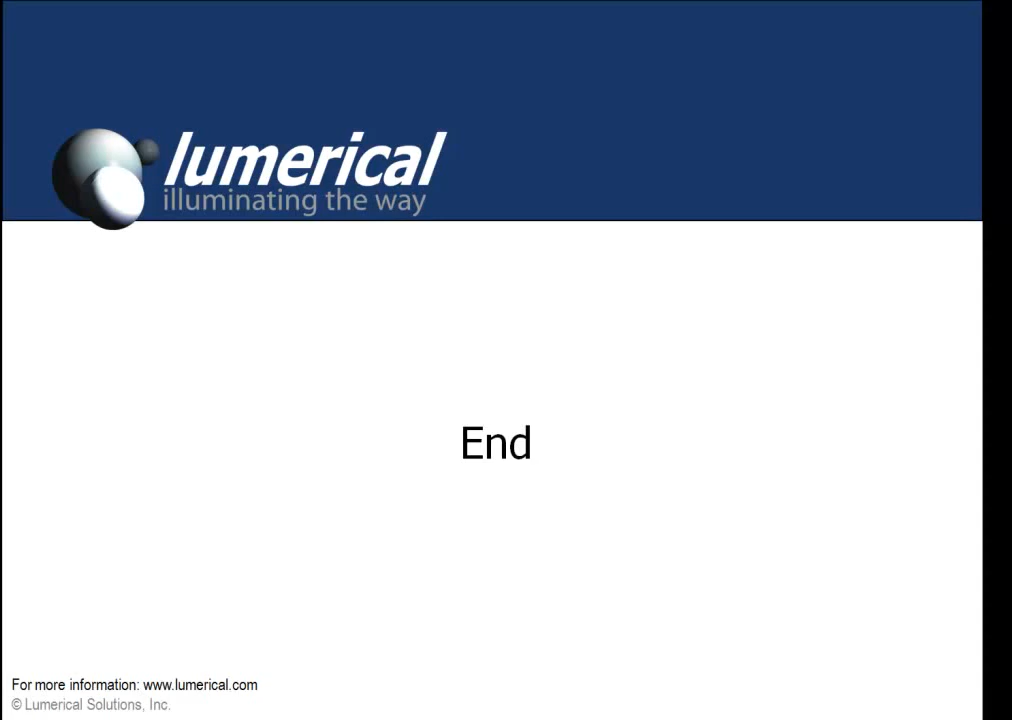 lumerical
illuminating the way
End
For more information: www.lumerical.com
© Lumerical Solutions, Inc.